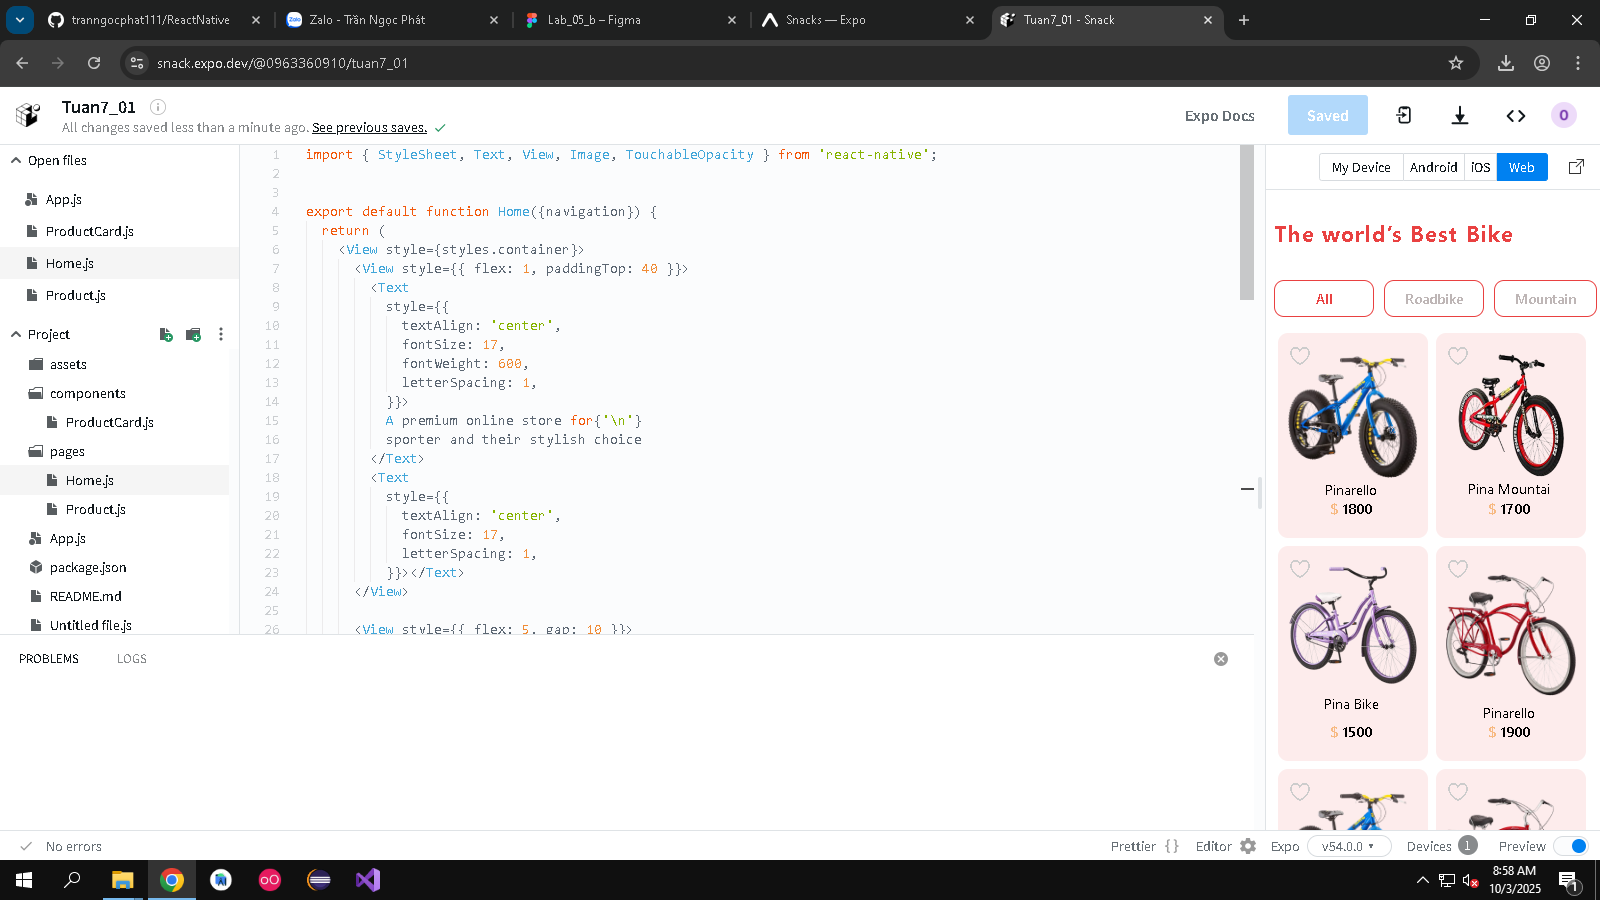 tranngocphat111/ReactNative
Zalo - Trần Ngọc Phát
Lab_05_b – Figma
Snacks — Expo
Tuan7_01 - Snack
snack.expo.dev/@0963360910/tuan7_01
Tuan7_01
All changes saved less than a minute ago. See previous saves.
Expo Docs
Saved
O
Open files
App.js
ProductCard.js
Home.js
Product.js
Project
assets
components
ProductCard.js
pages
Home.js
Product.js
App.js
package.json
README.md
Untitled file.js
1 import { StyleSheet, Text, View, Image, TouchableOpacity } from 'react-native';
2
3
4 export default function Home({navigation}) {
5 return (
6 <View style={styles.container}>
7 <View style={{ flex: 1, paddingTop: 40 }}>
8 <Text
9 style={{
10 textAlign: 'center',
11 fontSize: 17,
12 fontWeight: 600,
13 letterSpacing: 1,
14 }}>
15 A premium online store for{'\n'}
16 sporter and their stylish choice
17 </Text>
18 <Text
19 style={{
20 textAlign: 'center',
21 fontSize: 17,
22 letterSpacing: 1,
23 }}></Text>
24 </View>
25
26 <View style={{ flex: 5, gap: 10 }}>
My Device
Android
iOS
Web
The world's Best Bike
All
Roadbike
Mountain
Pinarello
$ 1800
Pina Mountai
$ 1700
Pina Bike
$ 1500
Pinarello
$ 1900
PROBLEMS
LOGS
No errors
Prettier { }
Editor
Expo
v54.0.0
Devices 1
Preview
Zalo
8:58 AM
10/3/2025
1